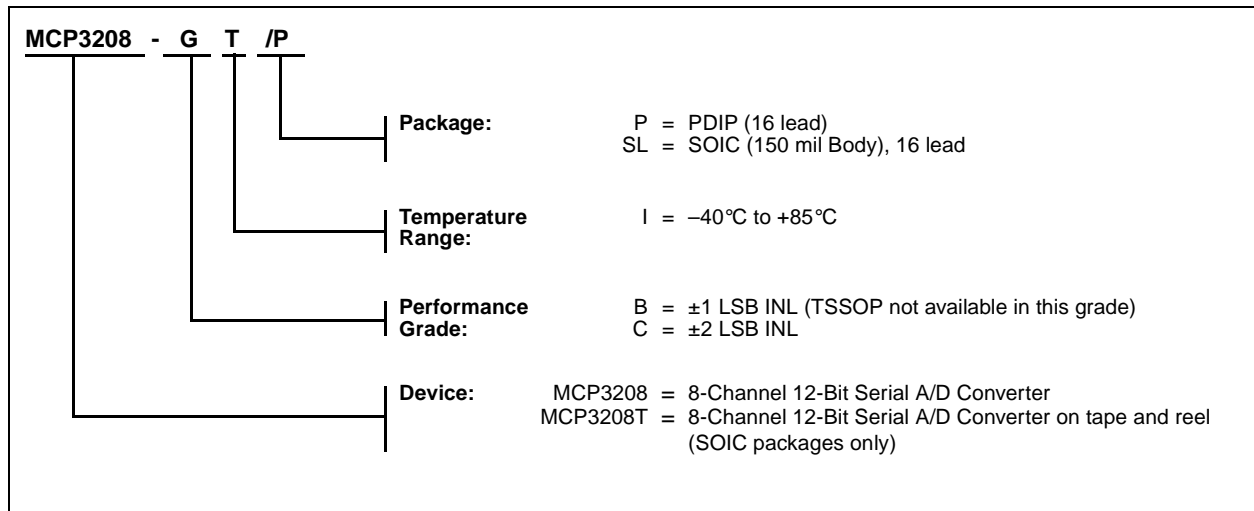 MCP3208 - G T /P
Package: P = PDIP (16 lead)
SL = SOIC (150 mil Body), 16 lead
Temperature I = –40°C to +85°C
Range:
Performance B = ±1 LSB INL (TSSOP not available in this grade)
Grade: C = ±2 LSB INL
Device: MCP3208 = 8-Channel 12-Bit Serial A/D Converter
MCP3208T = 8-Channel 12-Bit Serial A/D Converter on tape and reel
(SOIC packages only)